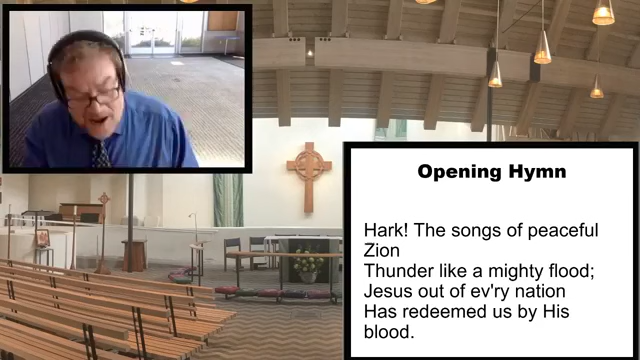 Opening Hymn
Hark! The songs of peaceful
Zion
Thunder like a mighty flood;
Jesus out of ev'ry nation
Has redeemed us by His
blood.